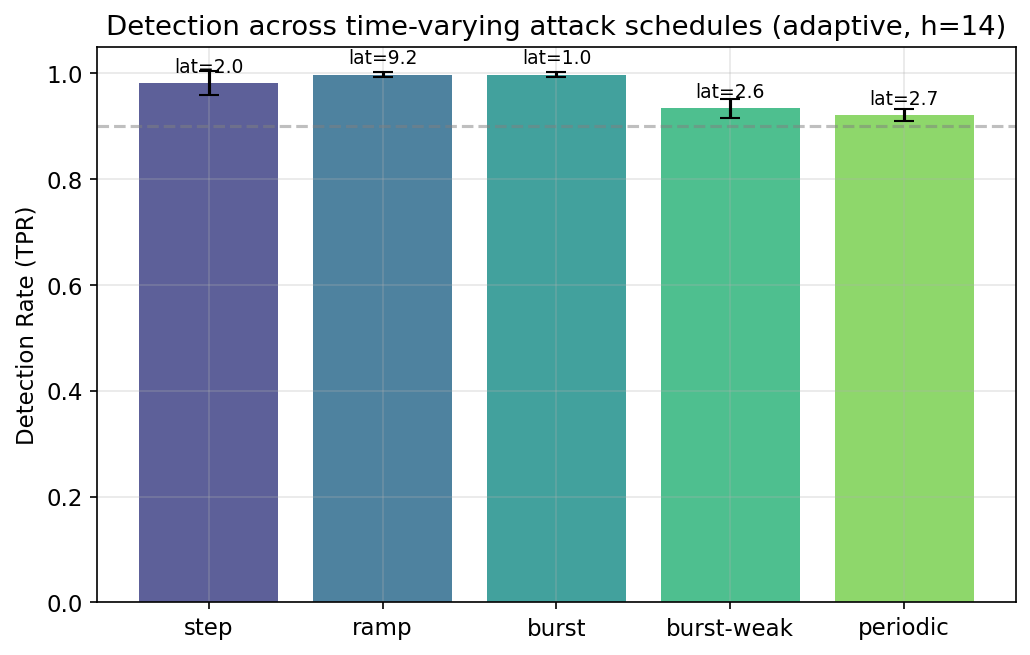 Detection across time-varying attack schedules (adaptive, h=14)
lat=2.0
lat=9.2
lat=1.0
lat=2.6
lat=2.7
Detection Rate (TPR)
1.0
0.8
0.6
0.4
0.2
0.0
step
ramp
burst
burst-weak
periodic